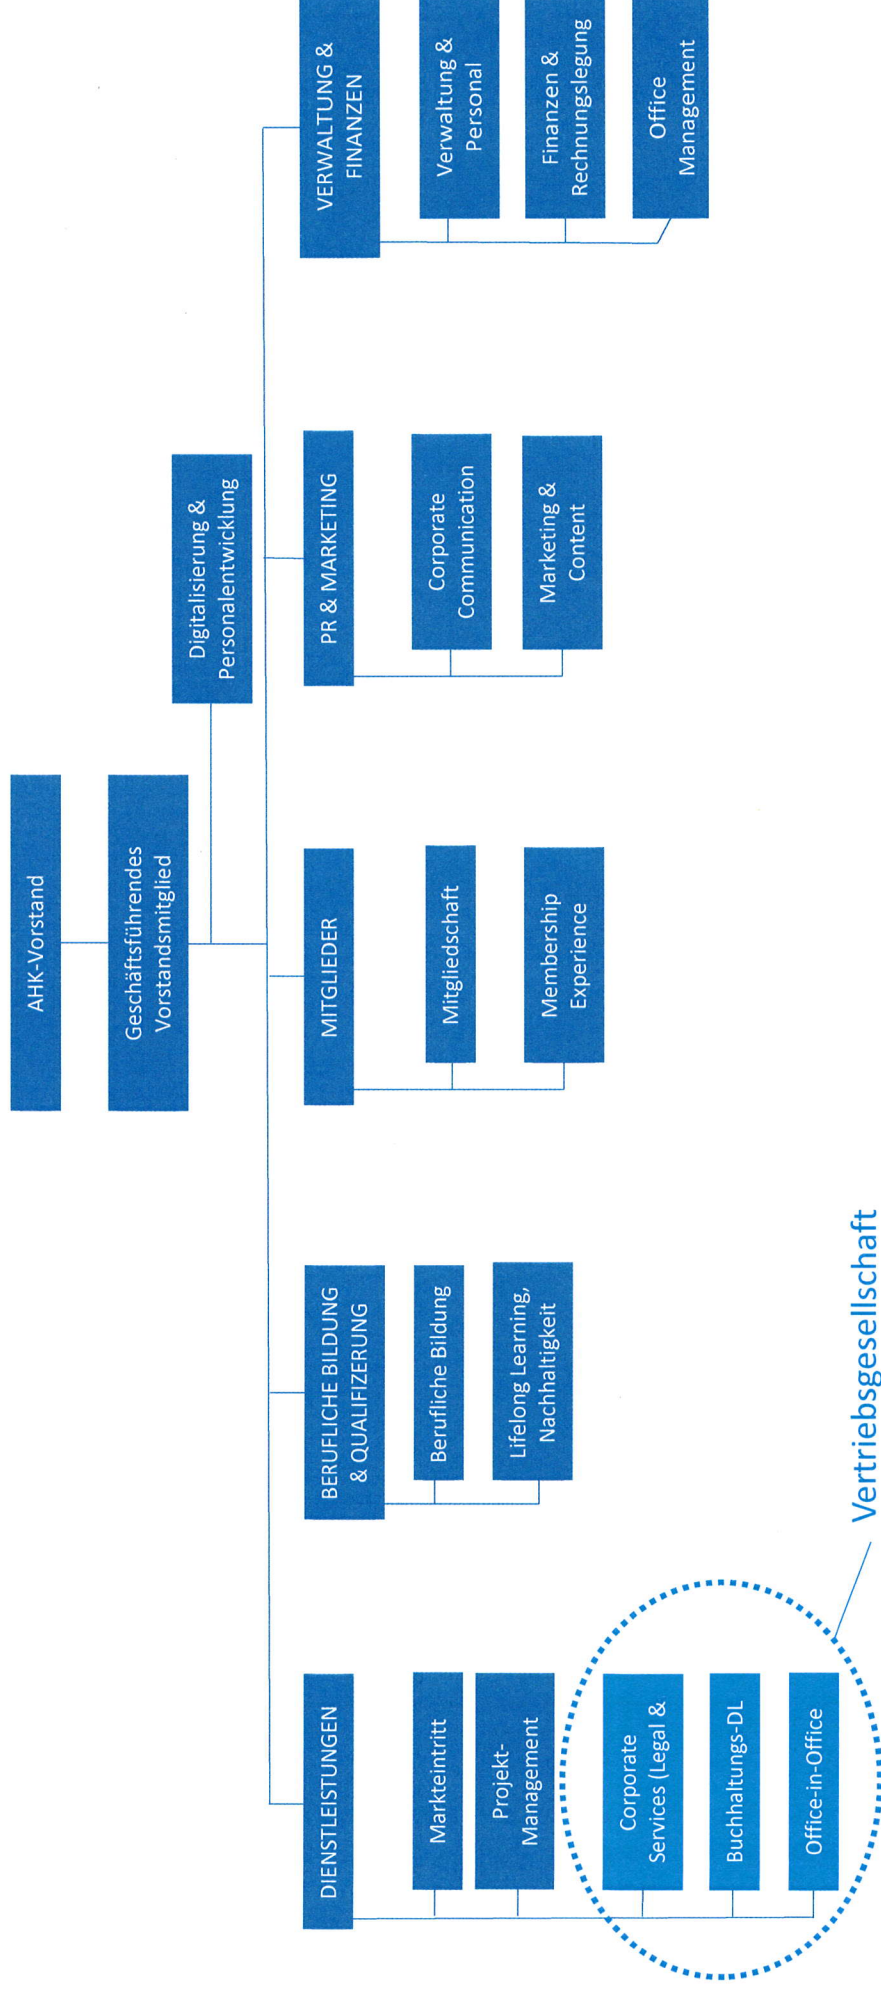 AHK-Vorstand
Geschäftsführendes
Vorstandsmitglied
Digitalisierung &
Personalentwicklung
DIENSTLEISTUNGEN
Markteintritt
Projekt-
Management
Corporate
Services (Legal &
Buchhaltungs-DL
Office-in-Office
Vertriebsgesellschaft
BERUFLICHE BILDUNG
& QUALIFIZERUNG
Berufliche Bildung
Lifelong Learning,
Nachhaltigkeit
MITGLIEDER
Mitgliedschaft
Membership
Experience
PR & MARKETING
Corporate
Communication
Marketing &
Content
VERWALTUNG &
FINANZEN
Verwaltung &
Personal
Finanzen &
Rechnungslegung
Office
Management